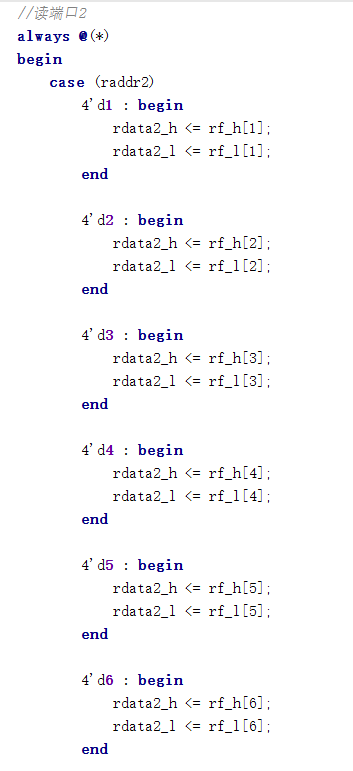 //读端口2
always @(*)
begin
case (raddr2)
4'd1 : begin
rdata2_h <= rf_h[1];
rdata2_l <= rf_l[1];
end
4'd2 : begin
rdata2_h <= rf_h[2];
rdata2_l <= rf_l[2];
end
4'd3 : begin
rdata2_h <= rf_h[3];
rdata2_l <= rf_l[3];
end
4'd4 : begin
rdata2_h <= rf_h[4];
rdata2_l <= rf_l[4];
end
4'd5 : begin
rdata2_h <= rf_h[5];
rdata2_l <= rf_l[5];
end
4'd6 : begin
rdata2_h <= rf_h[6];
rdata2_l <= rf_l[6];
end